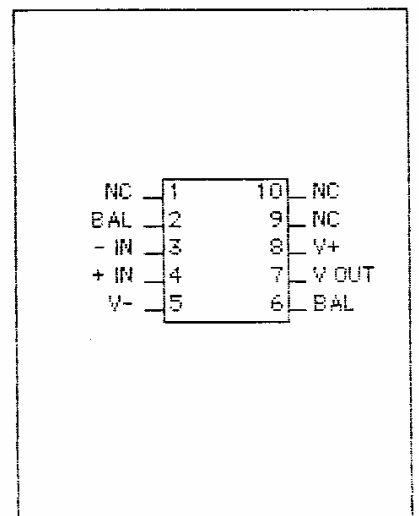 NC 1 10 NC
BAL 2 9 NC
- IN 3 8 V+
+ IN 4 7 V OUT
V- 5 6 BAL